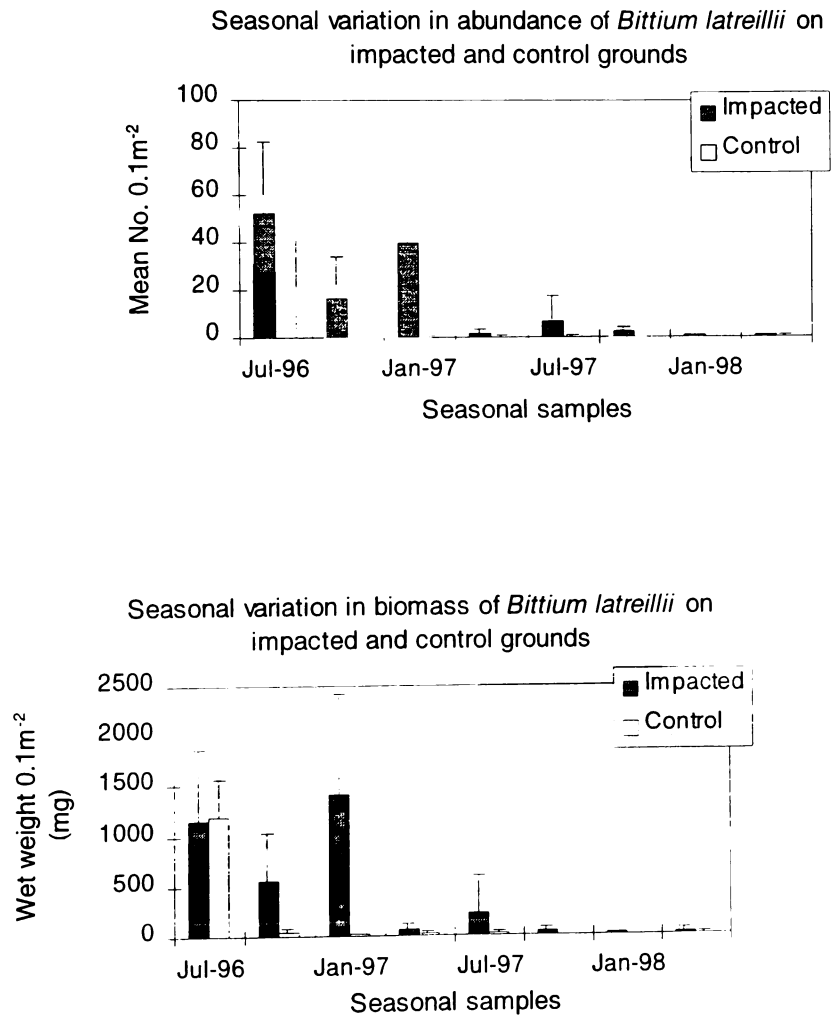 Seasonal variation in abundance of Bittium latreillii on
impacted and control grounds
Impacted
Control
100
80
60
40
20
0
Mean No. 0.1m⁻²
Jul-96
Jan-97
Jul-97
Jan-98
Seasonal samples
Seasonal variation in biomass of Bittium latreillii on
impacted and control grounds
Impacted
Control
2500
2000
1500
1000
500
0
Wet weight 0.1m⁻²
(mg)
Jul-96
Jan-97
Jul-97
Jan-98
Seasonal samples